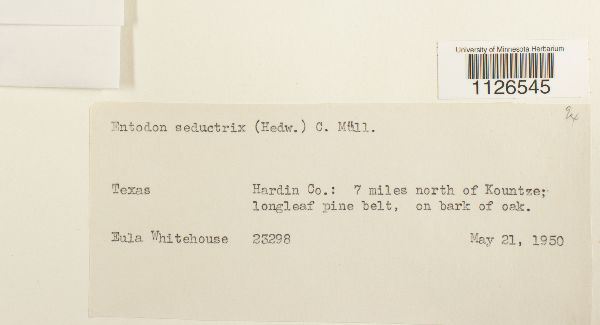 University of Minnesota Herbarium
1126545
Entodon seductrix (Hedw.) C. Müll.
Texas Hardin Co.: 7 miles north of Kountze;
longleaf pine belt, on bark of oak.
Eula Whitehouse 23298 May 21, 1950